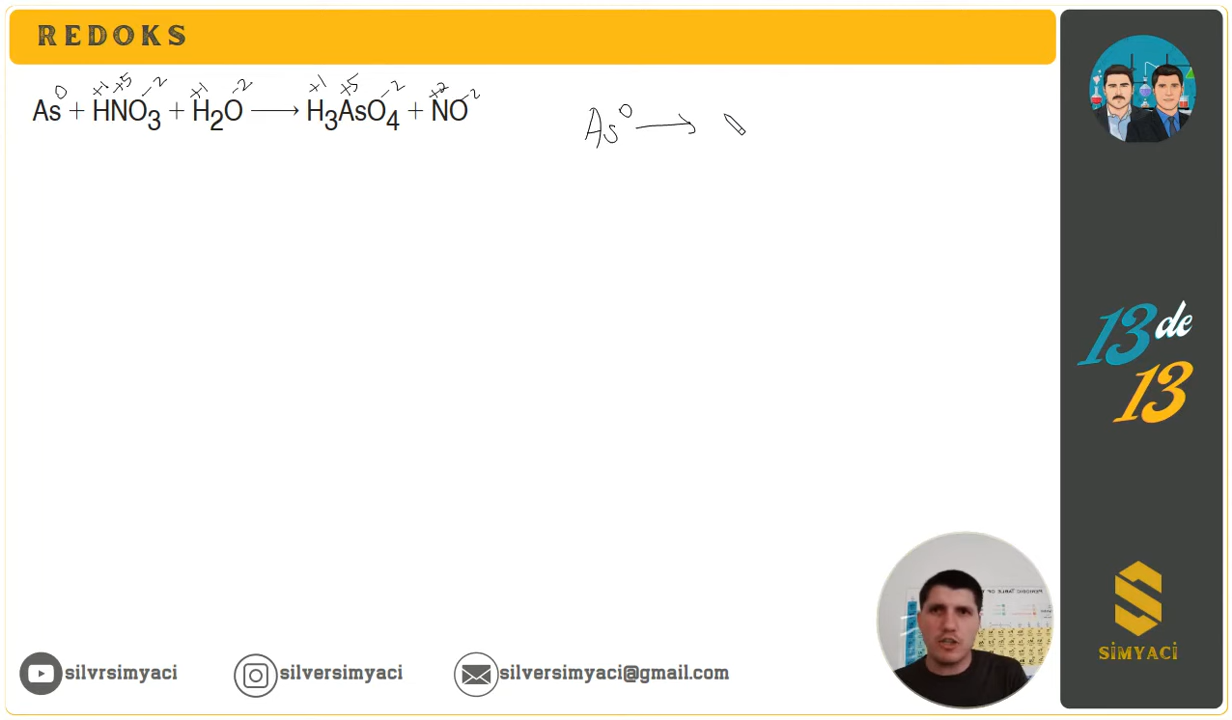 REDOKS
0 +1 +5 -2 +1 -2 +1 +5 -2 +2 -2
As + HNO₃ + H₂O ⟶ H₃AsO₄ + NO
As⁰ ⟶
13 de
13
SİMYACİ
silvrsimyaci
silversimyaci
silversimyaci@gmail.com